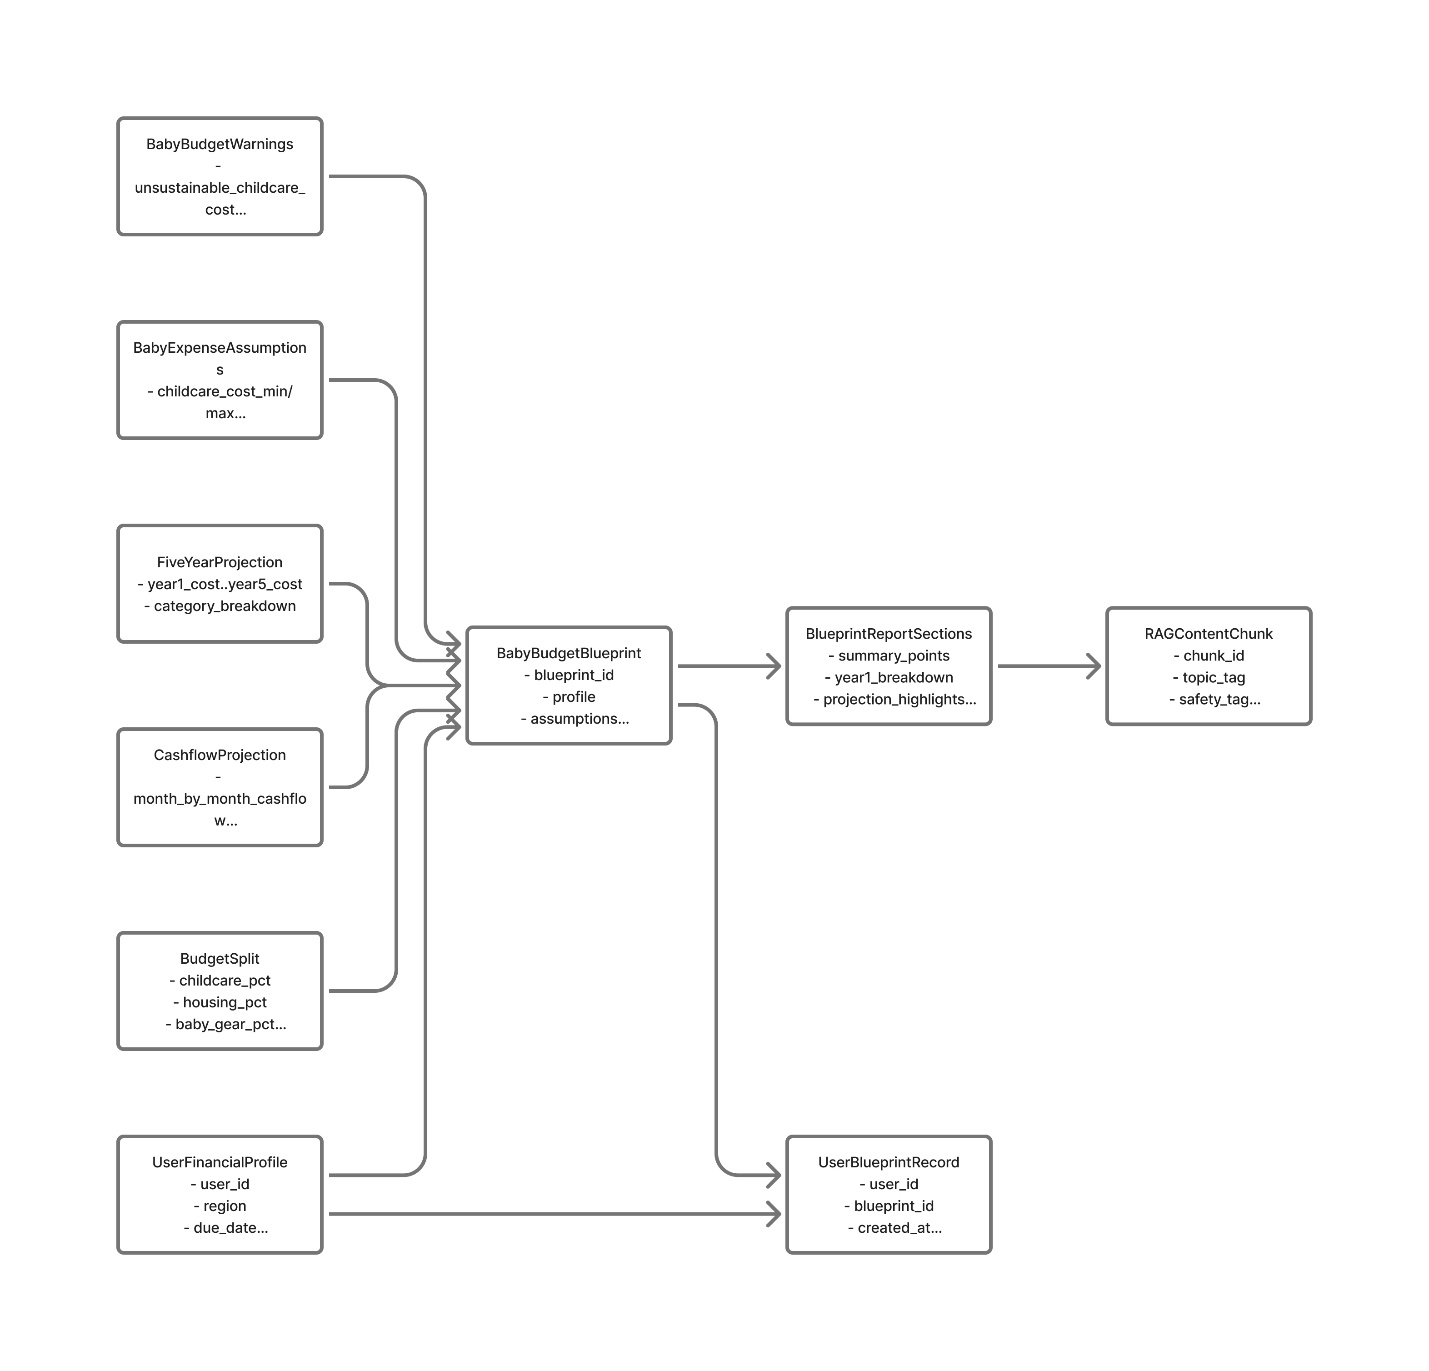 BabyBudgetWarnings
-
unsustainable_childcare_
cost...
BabyExpenseAssumption
s
- childcare_cost_min/
max...
FiveYearProjection
- year1_cost..year5_cost
- category_breakdown
CashflowProjection
-
month_by_month_cashflo
w...
BudgetSplit
- childcare_pct
- housing_pct
- baby_gear_pct...
UserFinancialProfile
- user_id
- region
- due_date...
BabyBudgetBlueprint
- blueprint_id
- profile
- assumptions...
BlueprintReportSections
- summary_points
- year1_breakdown
- projection_highlights...
RAGContentChunk
- chunk_id
- topic_tag
- safety_tag...
UserBlueprintRecord
- user_id
- blueprint_id
- created_at...